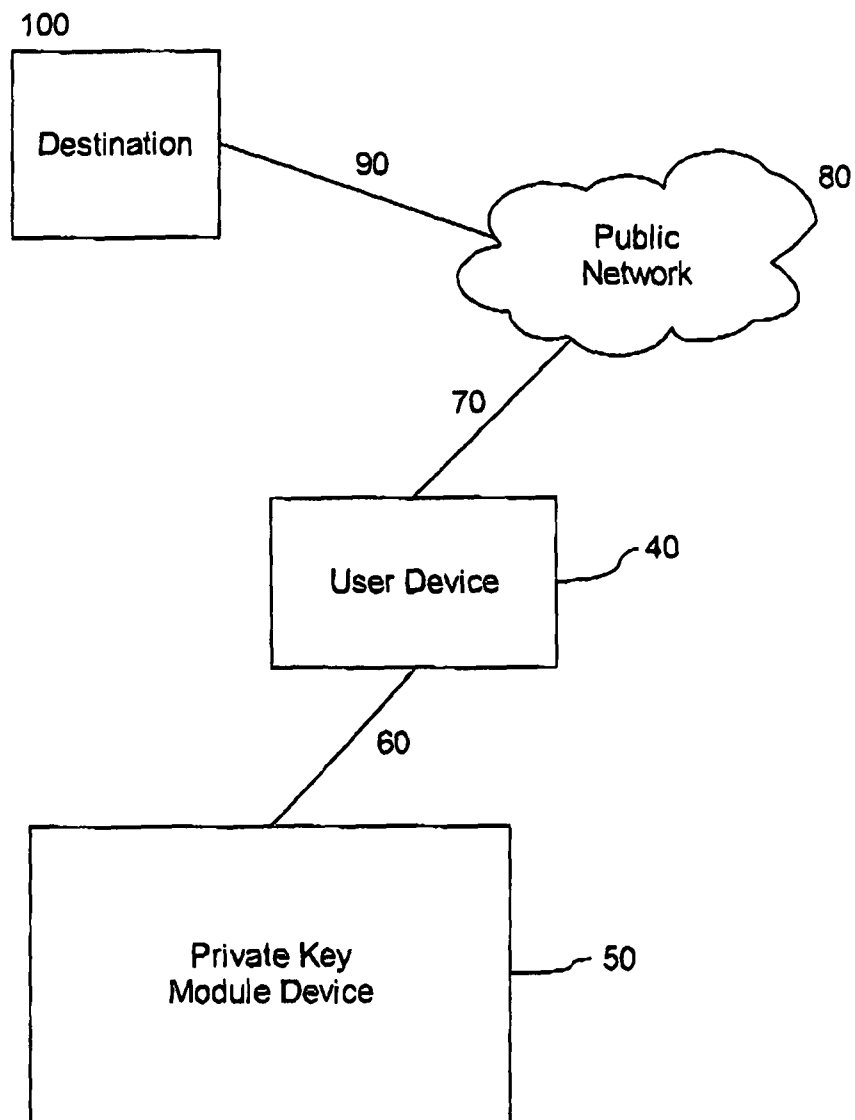 100
Destination
90
80
Public
Network
70
User Device
40
60
Private Key
Module Device
50